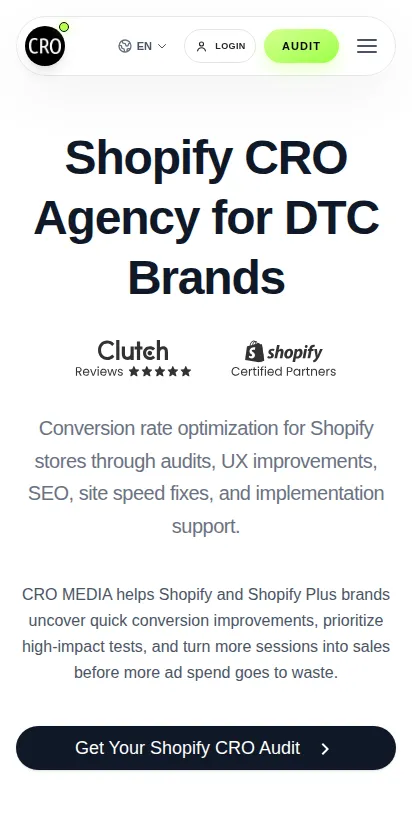 CRO
EN
LOGIN
AUDIT
Shopify CRO
Agency for DTC
Brands
Clutch
Reviews ★★★★★
shopify
Certified Partners
Conversion rate optimization for Shopify
stores through audits, UX improvements,
SEO, site speed fixes, and implementation
support.
CRO MEDIA helps Shopify and Shopify Plus brands
uncover quick conversion improvements, prioritize
high-impact tests, and turn more sessions into sales
before more ad spend goes to waste.
Get Your Shopify CRO Audit